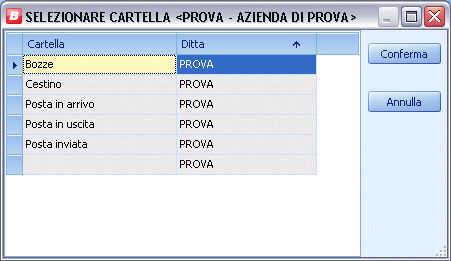 B SELEZIONARE CARTELLA <PROVA - AZIENDA DI PROVA>
Cartella Ditta
Bozze PROVA
Cestino PROVA
Posta in arrivo PROVA
Posta in uscita PROVA
Posta inviata PROVA
PROVA
Conferma
Annulla